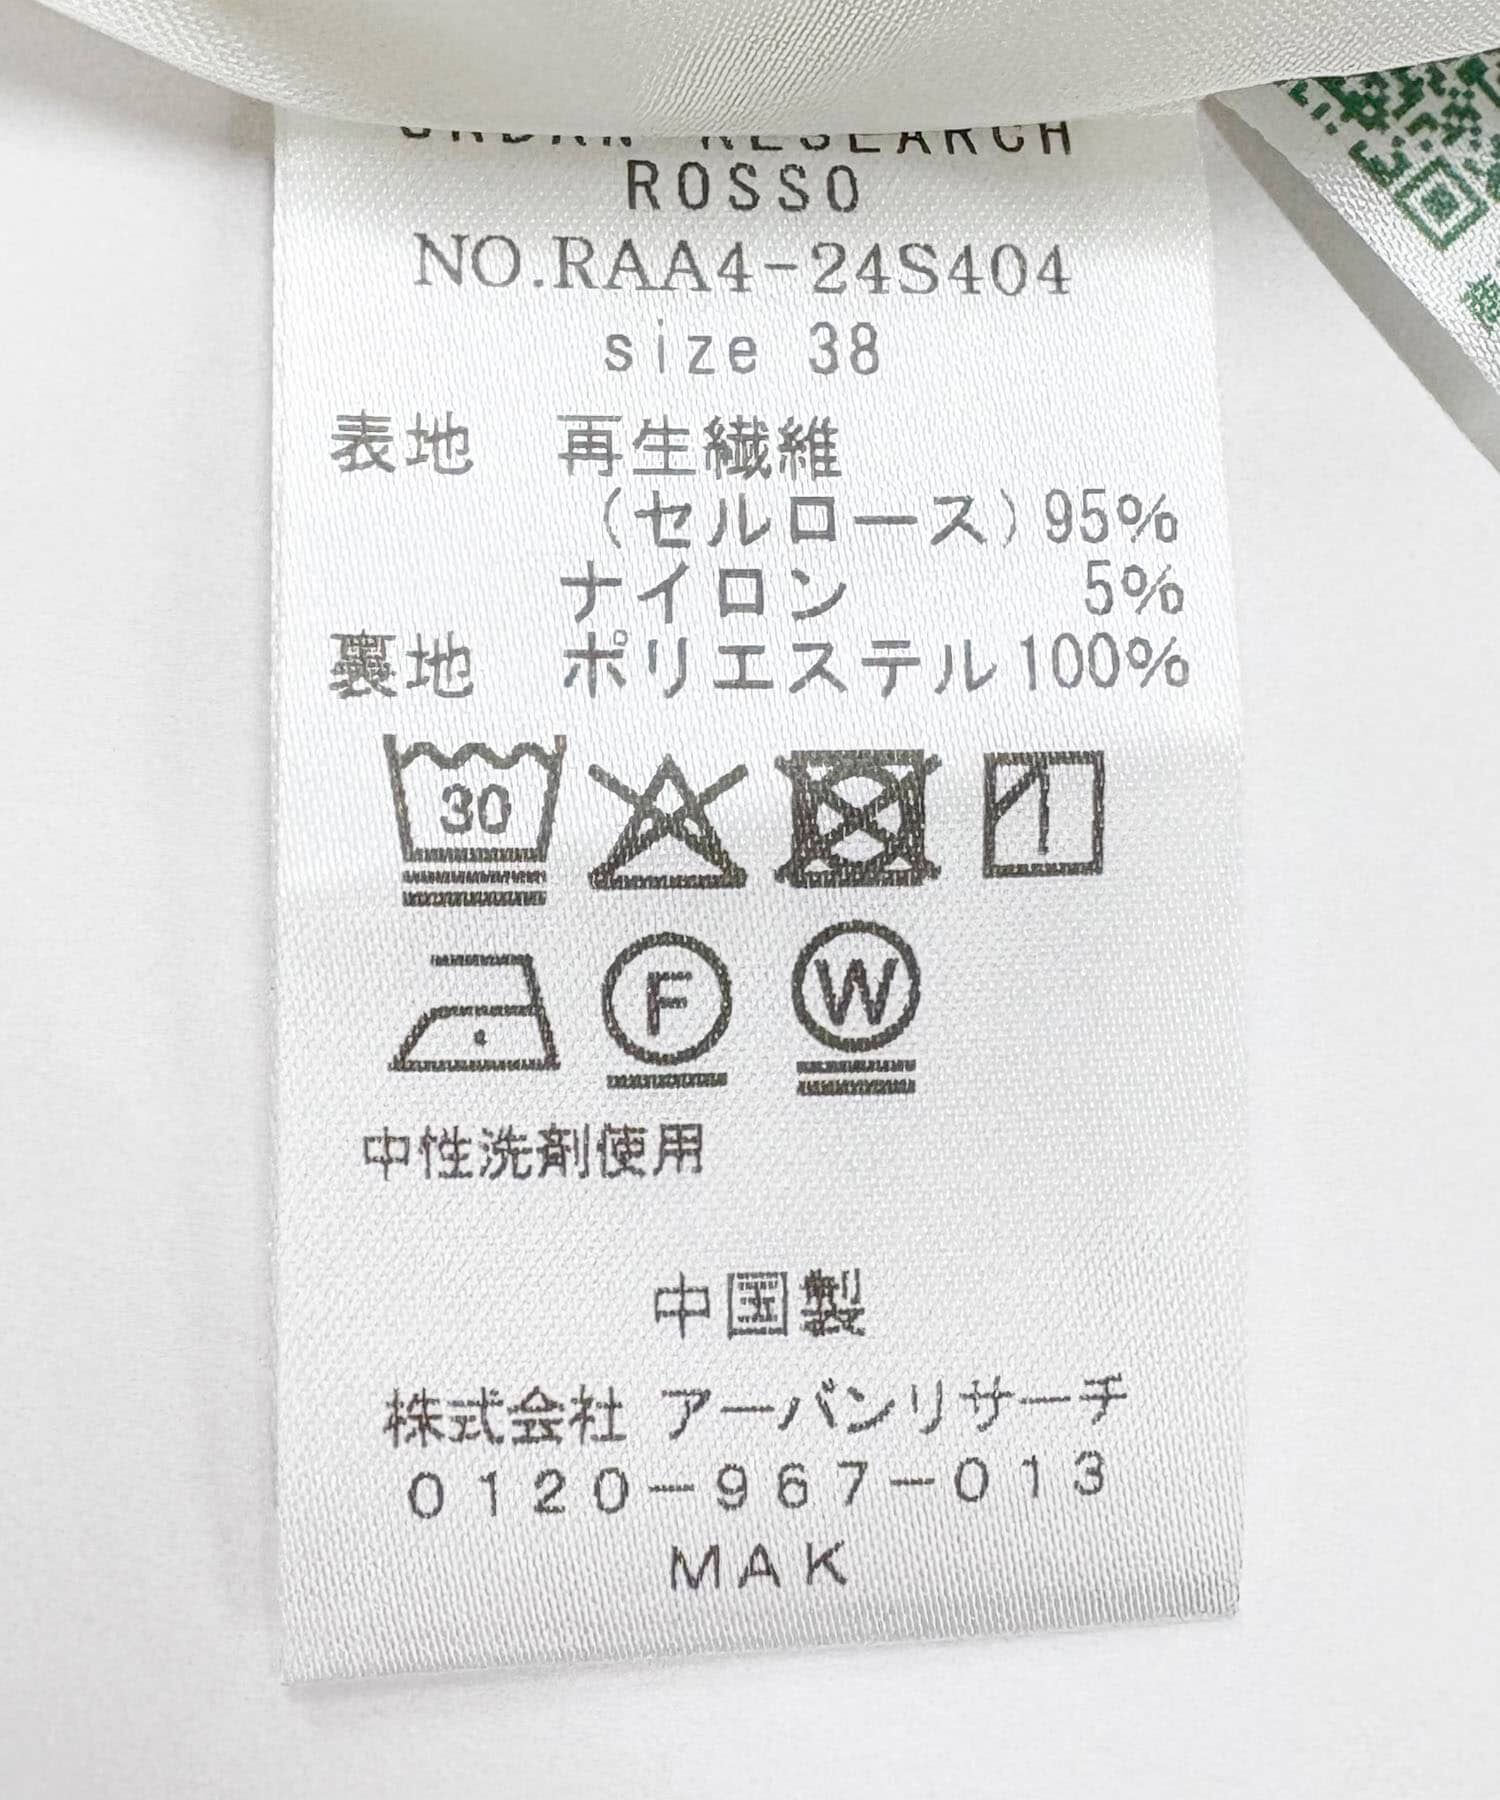 URBAN RESEARCH
ROSSO
NO.RAA4-24S404
size 38
表地 再生繊維
(セルロース)95%
ナイロン 5%
裏地 ポリエステル100%
30
F
W
中性洗剤使用
中国製
株式会社 アーバンリサーチ
0120-967-013
MAK